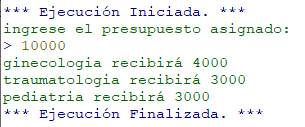 *** Ejecución Iniciada. ***
ingrese el presupuesto asignado:
> 10000
ginecologia recibirá 4000
traumatologia recibirá 3000
pediatria recibirá 3000
*** Ejecución Finalizada. ***